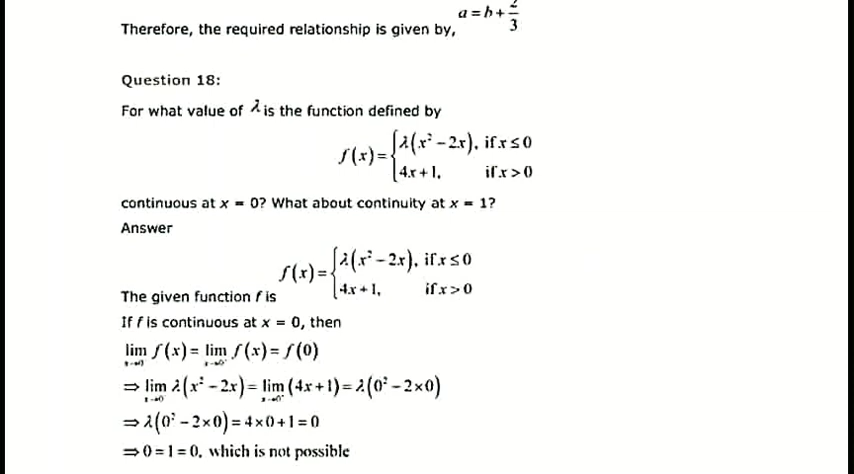 Therefore, the required relationship is given by, a = b + 2/3
Question 18:
For what value of λ is the function defined by
f(x) = { λ(x² − 2x), if x ≤ 0
4x + 1, if x > 0
continuous at x = 0? What about continuity at x = 1?
Answer
The given function f is f(x) = { λ(x² − 2x), if x ≤ 0
4x + 1, if x > 0
If f is continuous at x = 0, then
lim x→0⁻ f(x) = lim x→0⁺ f(x) = f(0)
⇒ lim x→0⁻ λ(x² − 2x) = lim x→0⁺ (4x + 1) = λ(0² − 2×0)
⇒ λ(0² − 2×0) = 4×0 + 1 = 0
⇒ 0 = 1 = 0, which is not possible